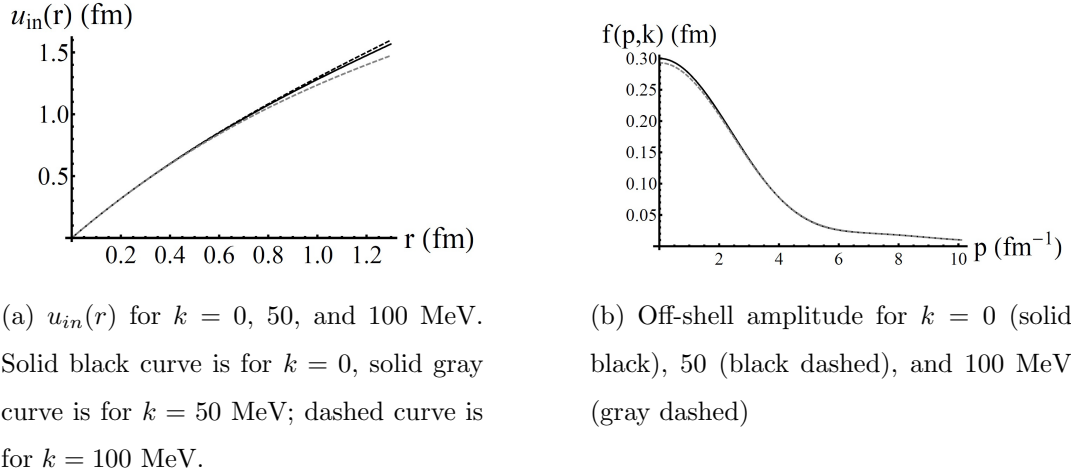 u_in(r) (fm)
1.5
1.0
0.5
0.2 0.4 0.6 0.8 1.0 1.2
r (fm)
(a) u_in(r) for k = 0, 50, and 100 MeV.
Solid black curve is for k = 0, solid gray
curve is for k = 50 MeV; dashed curve is
for k = 100 MeV.
f(p,k) (fm)
0.30
0.25
0.20
0.15
0.10
0.05
2 4 6 8 10
p (fm⁻¹)
(b) Off-shell amplitude for k = 0 (solid
black), 50 (black dashed), and 100 MeV
(gray dashed)